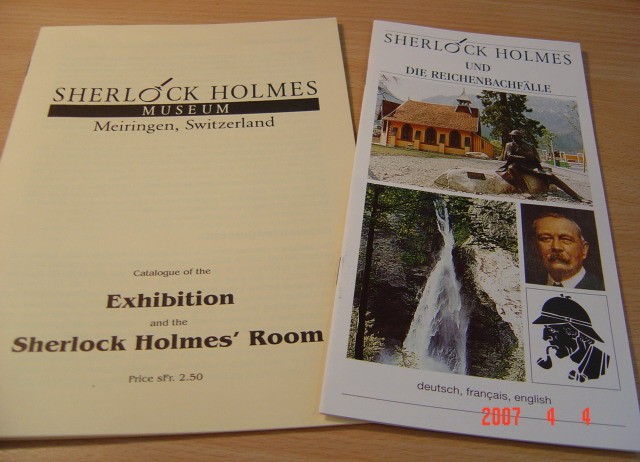 SHERLOCK HOLMES
MUSEUM
Meiringen, Switzerland
Catalogue of the
Exhibition
and the
Sherlock Holmes' Room
Price sFr. 2.50
SHERLOCK HOLMES
UND
DIE REICHENBACHFÄLLE
deutsch, français, english
2007 4 4